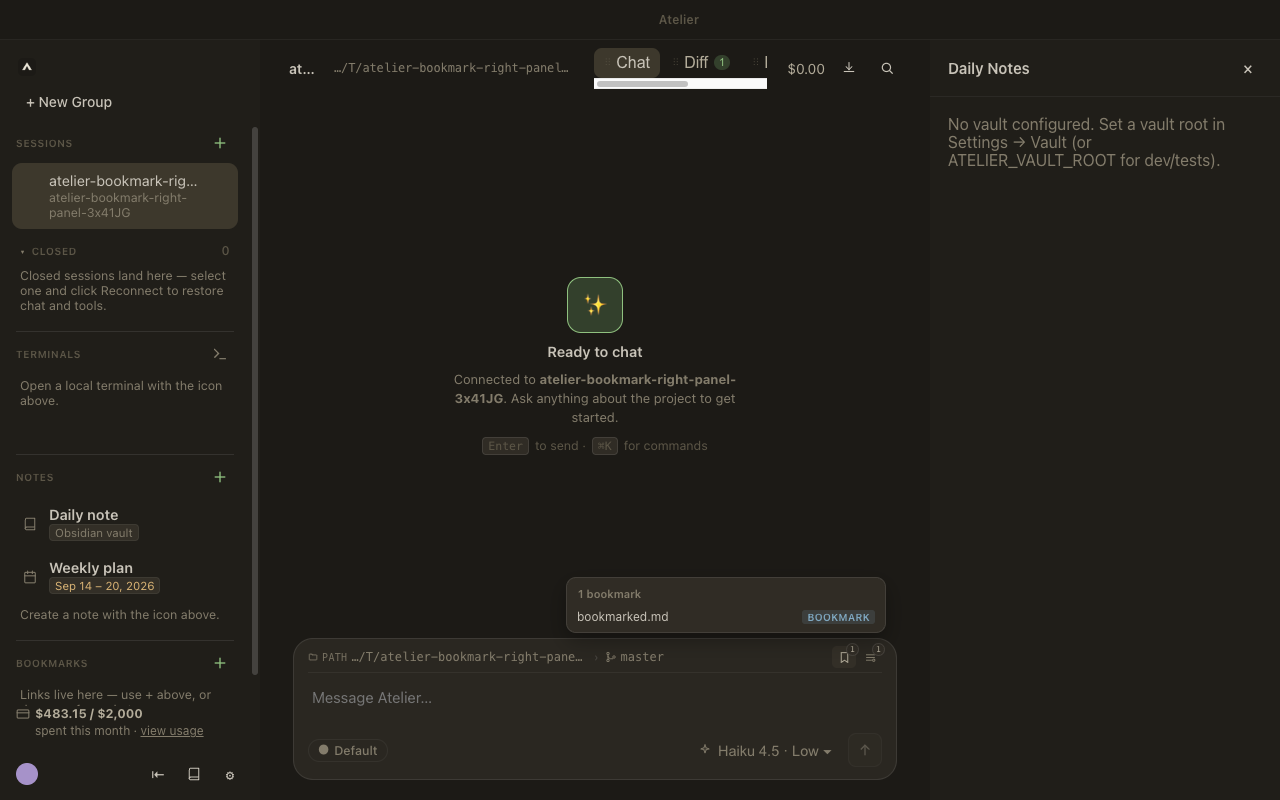 Atelier
+ New Group
SESSIONS
atelier-bookmark-rig...
atelier-bookmark-right-
panel-3x41JG
CLOSED 0
Closed sessions land here — select
one and click Reconnect to restore
chat and tools.
TERMINALS
Open a local terminal with the icon
above.
NOTES
Daily note
Obsidian vault
Weekly plan
Sep 14 – 20, 2026
Create a note with the icon above.
BOOKMARKS
Links live here — use + above, or
$483.15 / $2,000
spent this month · view usage
at... …/T/atelier-bookmark-right-panel…
Chat Diff 1
$0.00
Ready to chat
Connected to atelier-bookmark-right-panel-
3x41JG. Ask anything about the project to get
started.
Enter to send · ⌘K for commands
1 bookmark
bookmarked.md BOOKMARK
PATH …/T/atelier-bookmark-right-pane… › master 1 1
Message Atelier...
Default Haiku 4.5 · Low
Daily Notes ×
No vault configured. Set a vault root in
Settings → Vault (or
ATELIER_VAULT_ROOT for dev/tests).